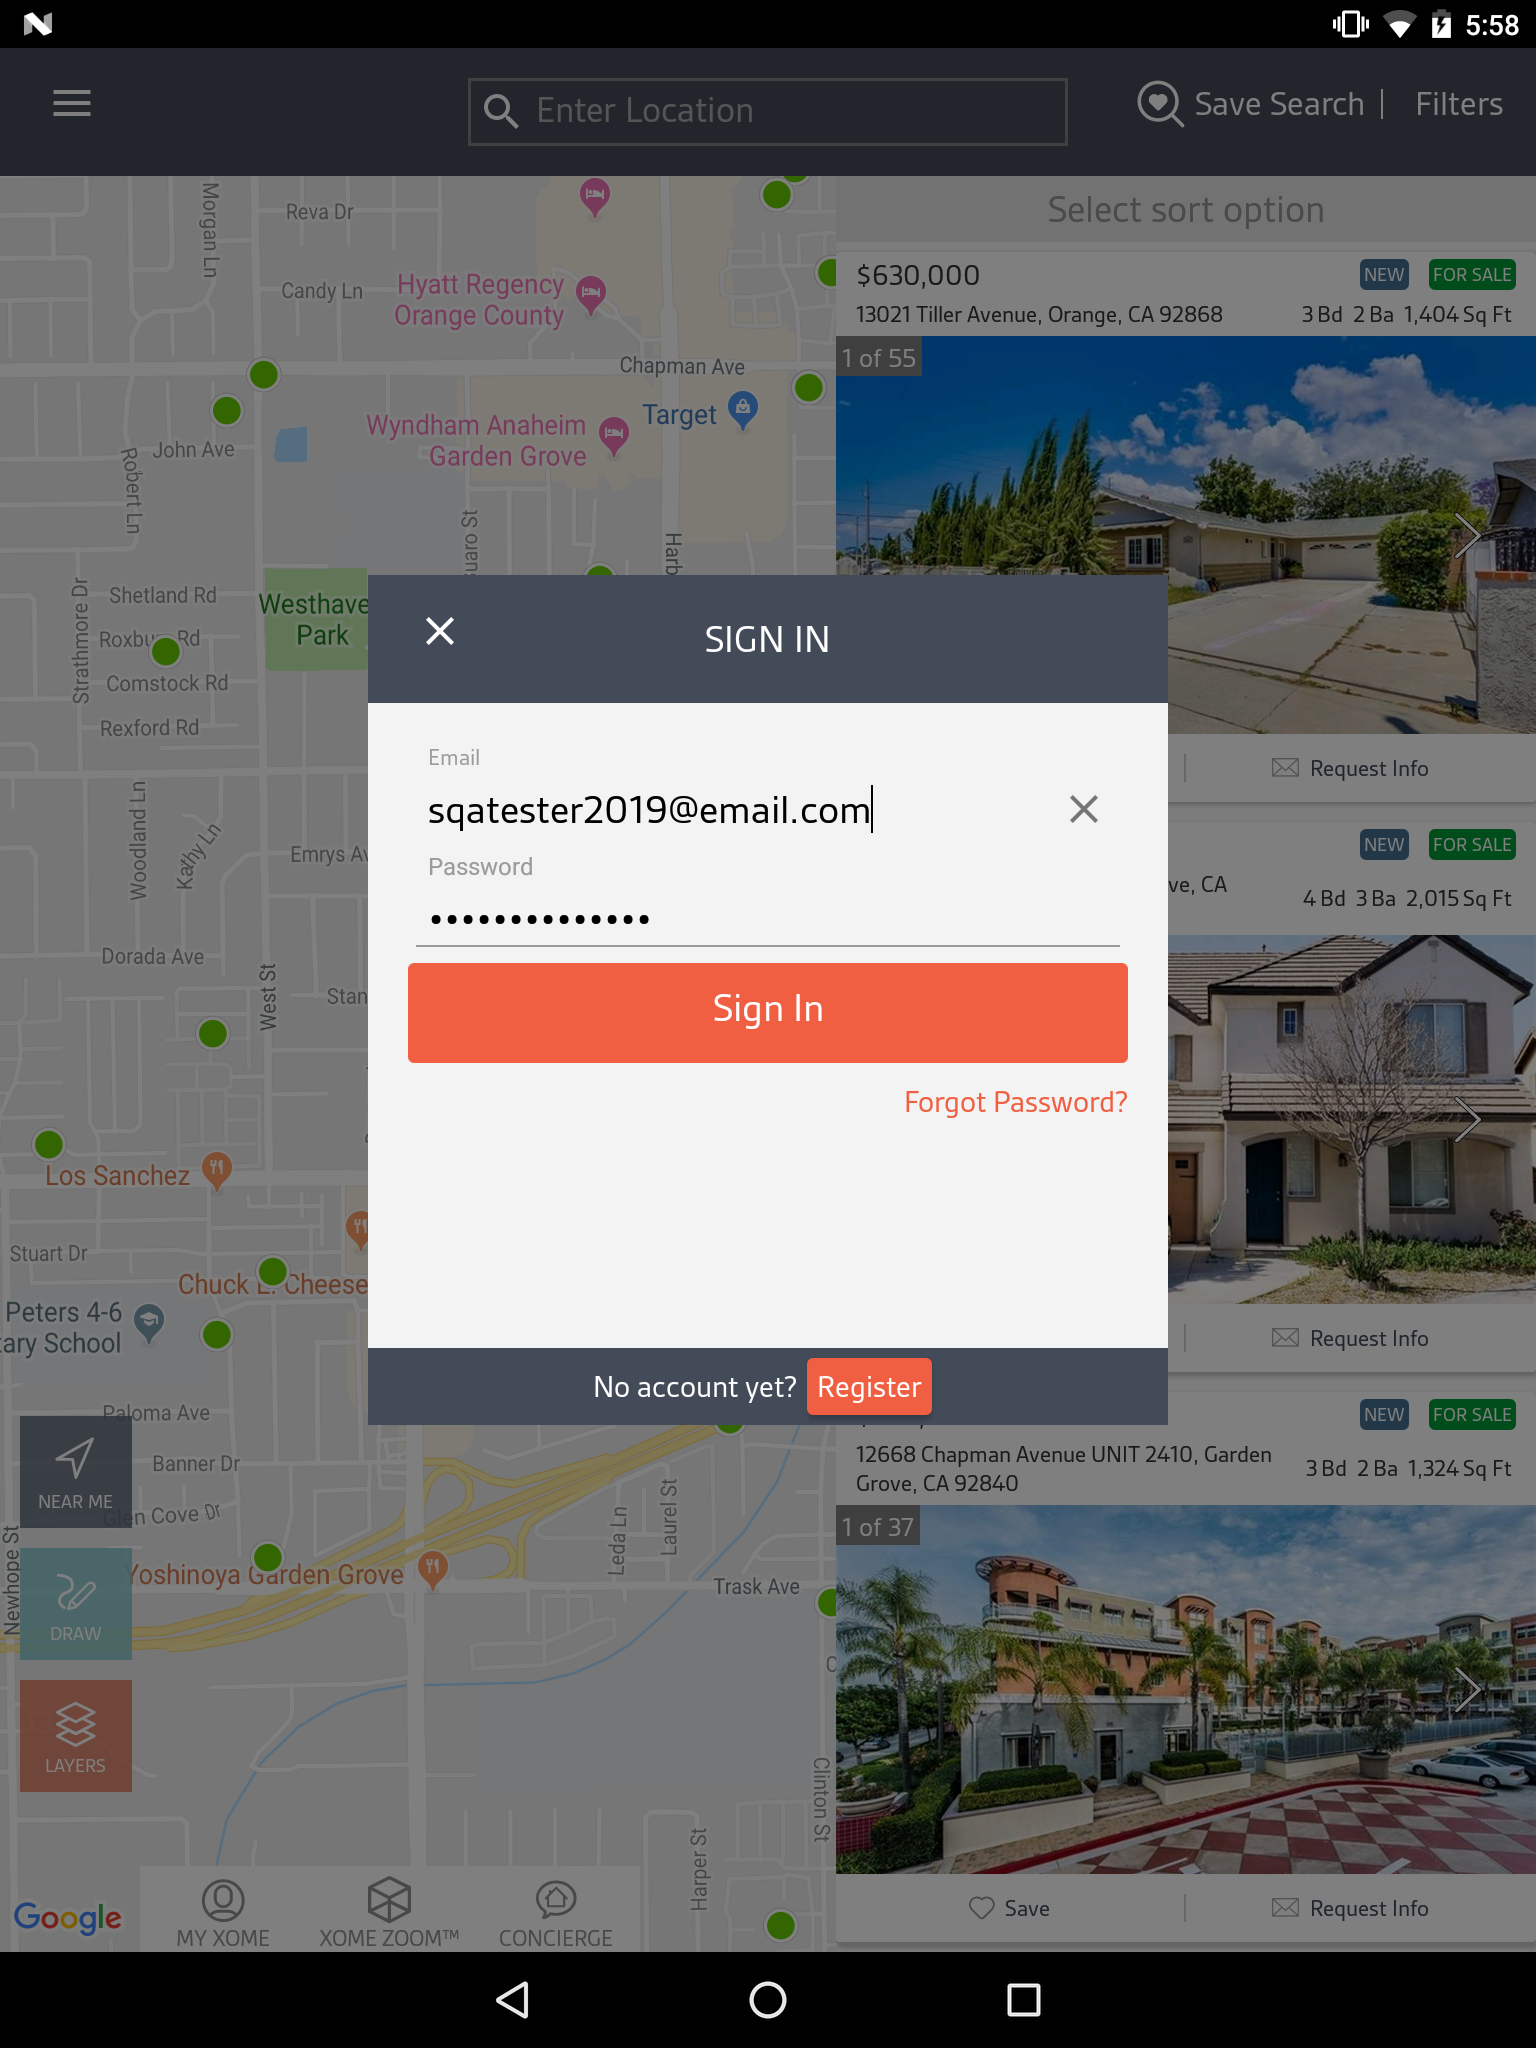 5:58
Enter Location
Save Search
Filters
Select sort option
$630,000
NEW
FOR SALE
13021 Tiller Avenue, Orange, CA 92868
3 Bd 2 Ba 1,404 Sq Ft
1 of 55
Request Info
NEW
FOR SALE
ve, CA
4 Bd 3 Ba 2,015 Sq Ft
Request Info
NEW
FOR SALE
12668 Chapman Avenue UNIT 2410, Garden
Grove, CA 92840
3 Bd 2 Ba 1,324 Sq Ft
1 of 37
Save
Request Info
SIGN IN
Email
sqatester2019@email.com
Password
Sign In
Forgot Password?
No account yet?
Register
Morgan Ln
Reva Dr
Candy Ln
Hyatt Regency
Orange County
Chapman Ave
Target
Wyndham Anaheim
Garden Grove
John Ave
Robert Ln
uaro St
Harb
Strathmore Dr
Shetland Rd
Westhave
Park
Comstock Rd
Rexford Rd
Woodland Ln
Kathy Ln
Emrys Av
Dorada Ave
West St
Stan
Los Sanchez
Stuart Dr
Chuck E. Cheese
Peters 4-6
tary School
Paloma Ave
Banner Dr
Glen Cove Dr
Newhope St
Yoshinoya Garden Grove
Leda Ln
Laurel St
Trask Ave
Clinton St
Harper St
NEAR ME
DRAW
LAYERS
Google
MY XOME
XOME ZOOM™
CONCIERGE